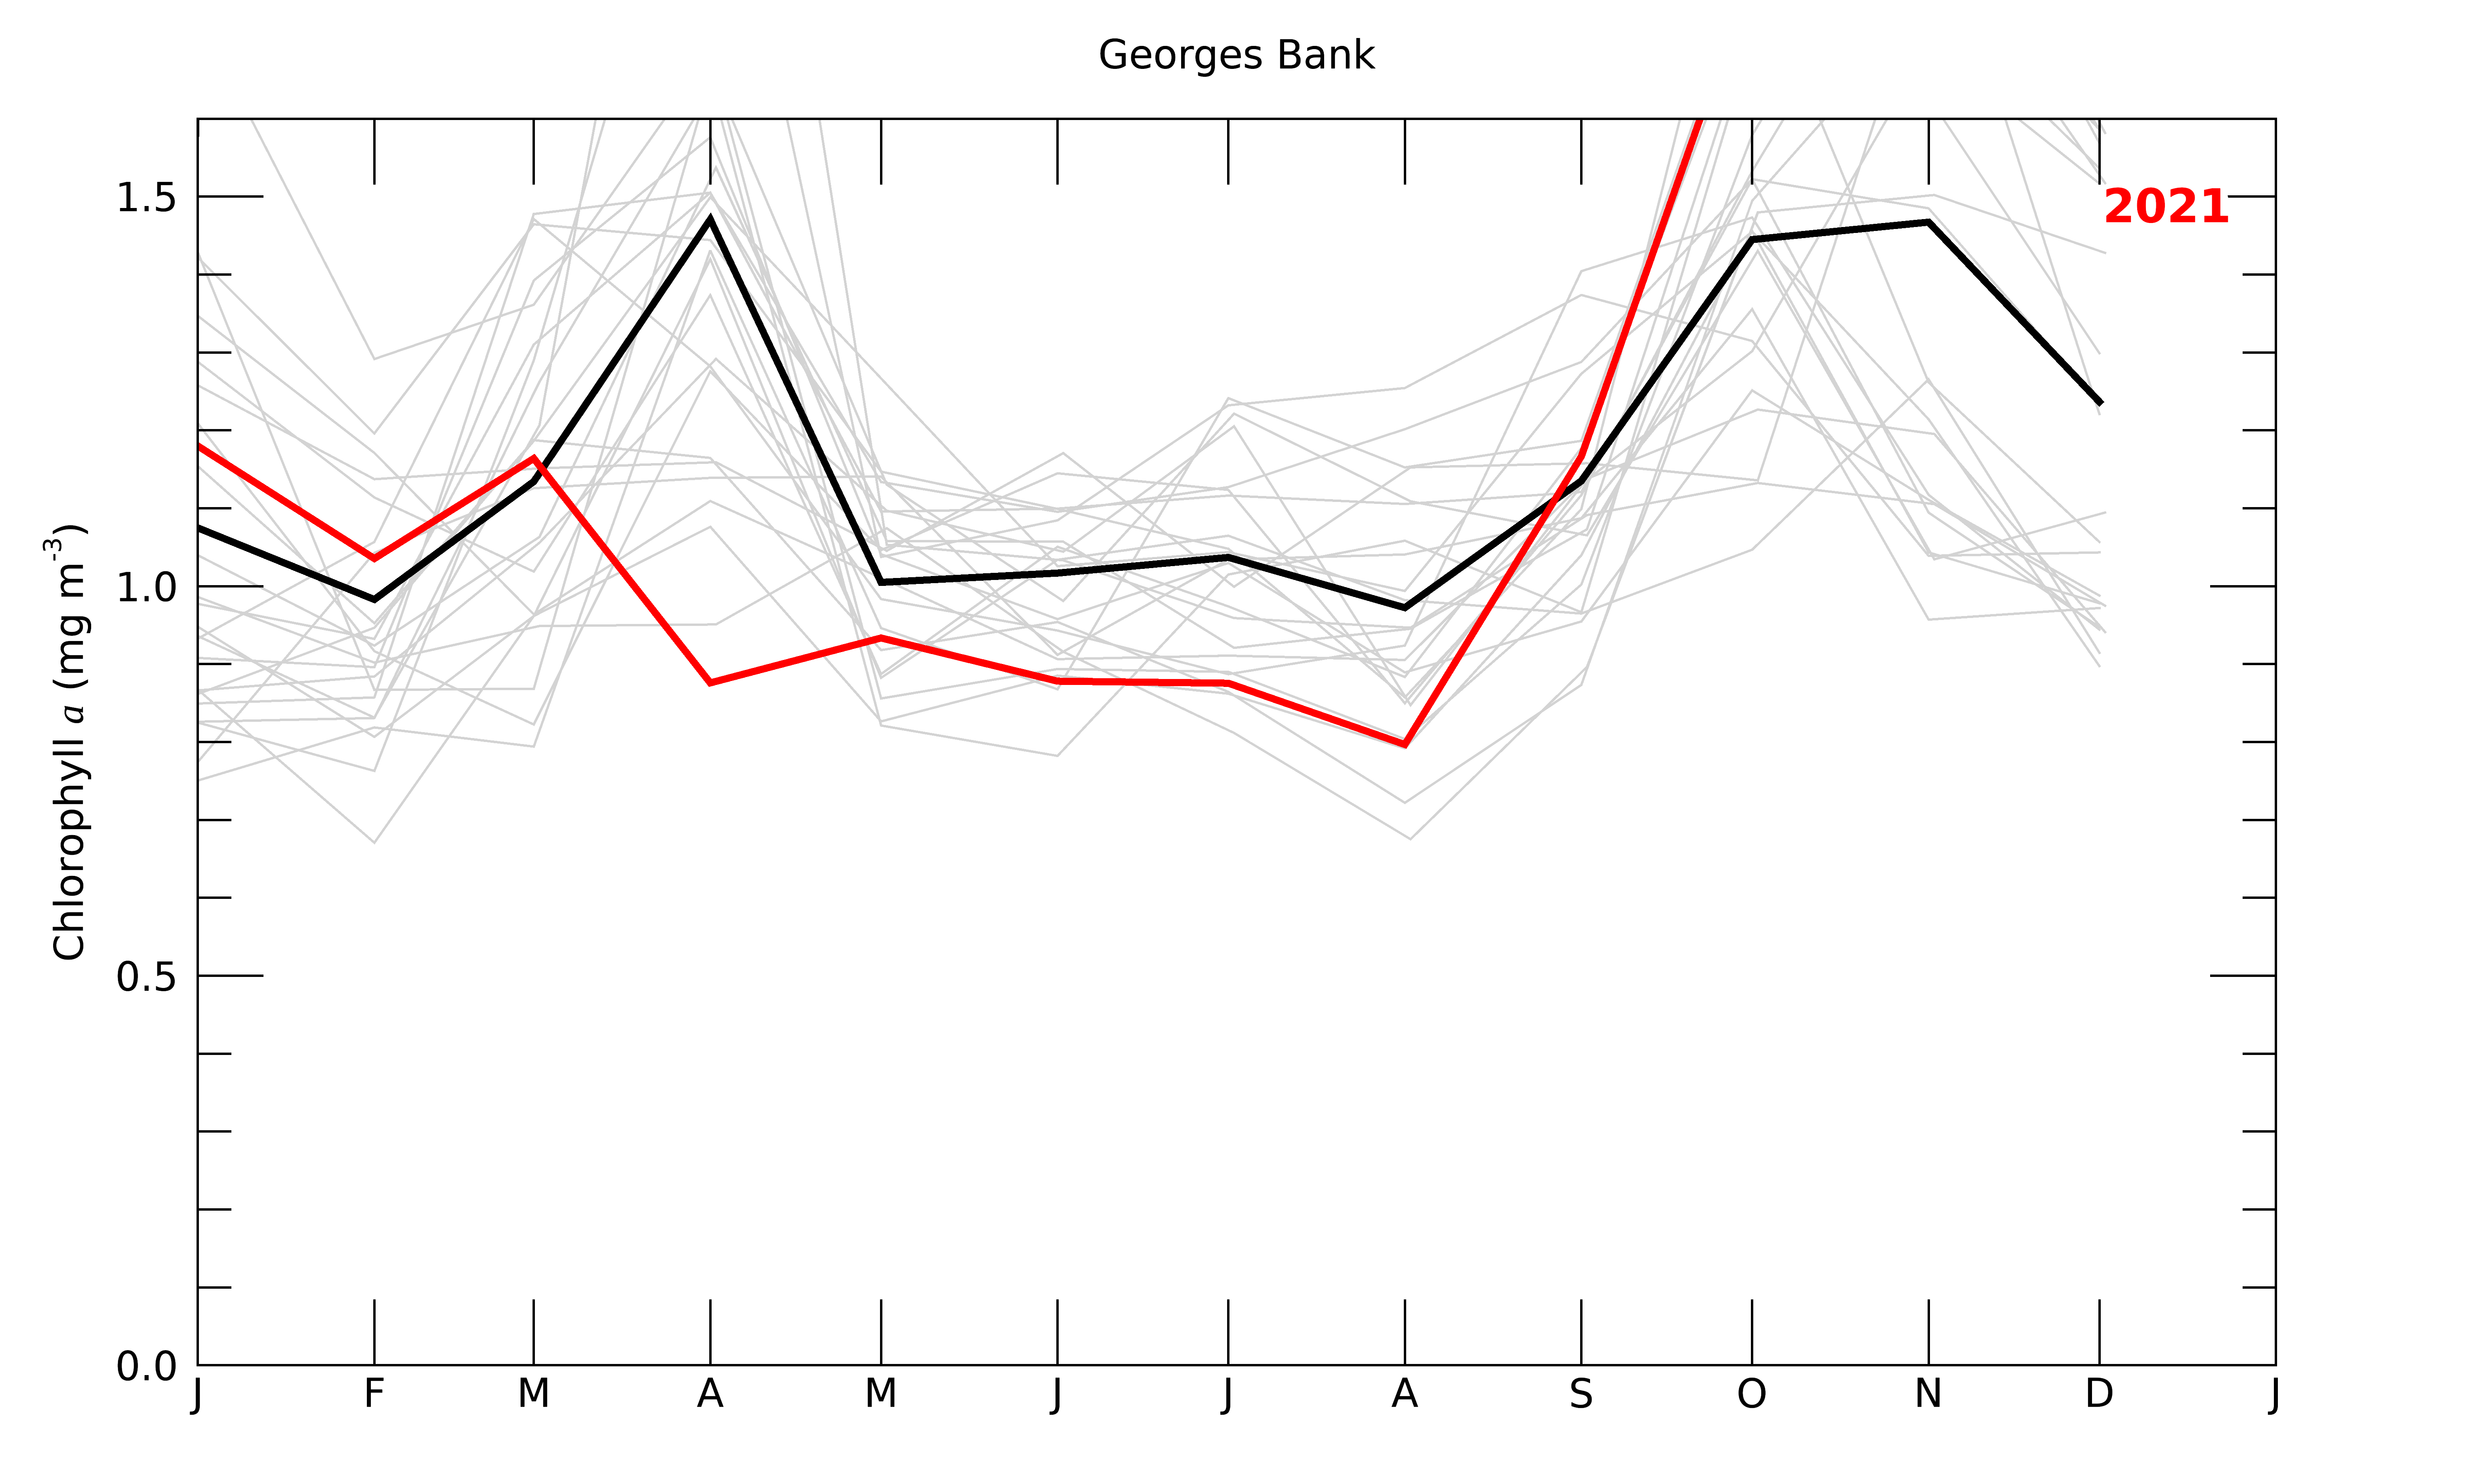 Georges Bank
Chlorophyll a (mg m⁻³)
1.5
1.0
0.5
0.0
2021
J F M A M J J A S O N D J